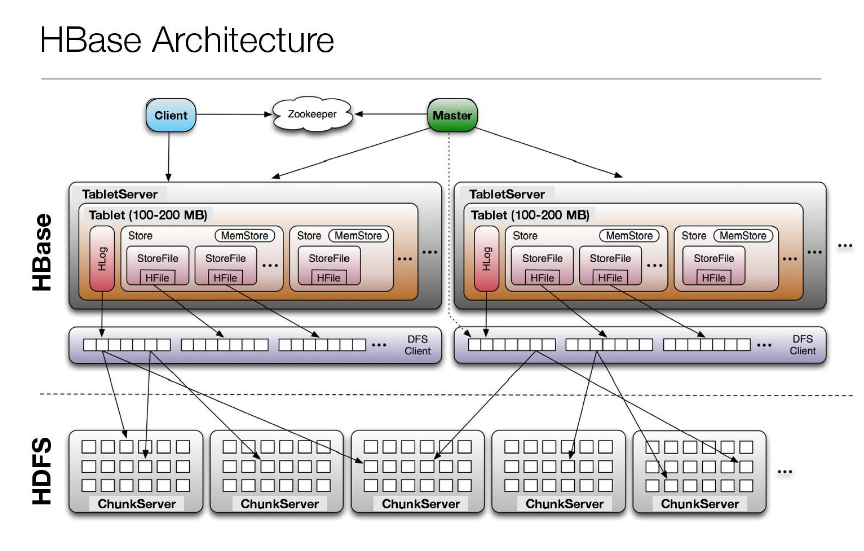 HBase Architecture
Client
Zookeeper
Master
HBase
TabletServer
Tablet (100-200 MB)
HLog
Store
MemStore
StoreFile
HFile
StoreFile
HFile
...
Store
MemStore
StoreFile
HFile
...
...
TabletServer
Tablet (100-200 MB)
HLog
Store
MemStore
StoreFile
HFile
StoreFile
HFile
...
Store
MemStore
StoreFile
HFile
...
...
...
...
DFS
Client
...
DFS
Client
HDFS
ChunkServer
ChunkServer
ChunkServer
ChunkServer
ChunkServer
...